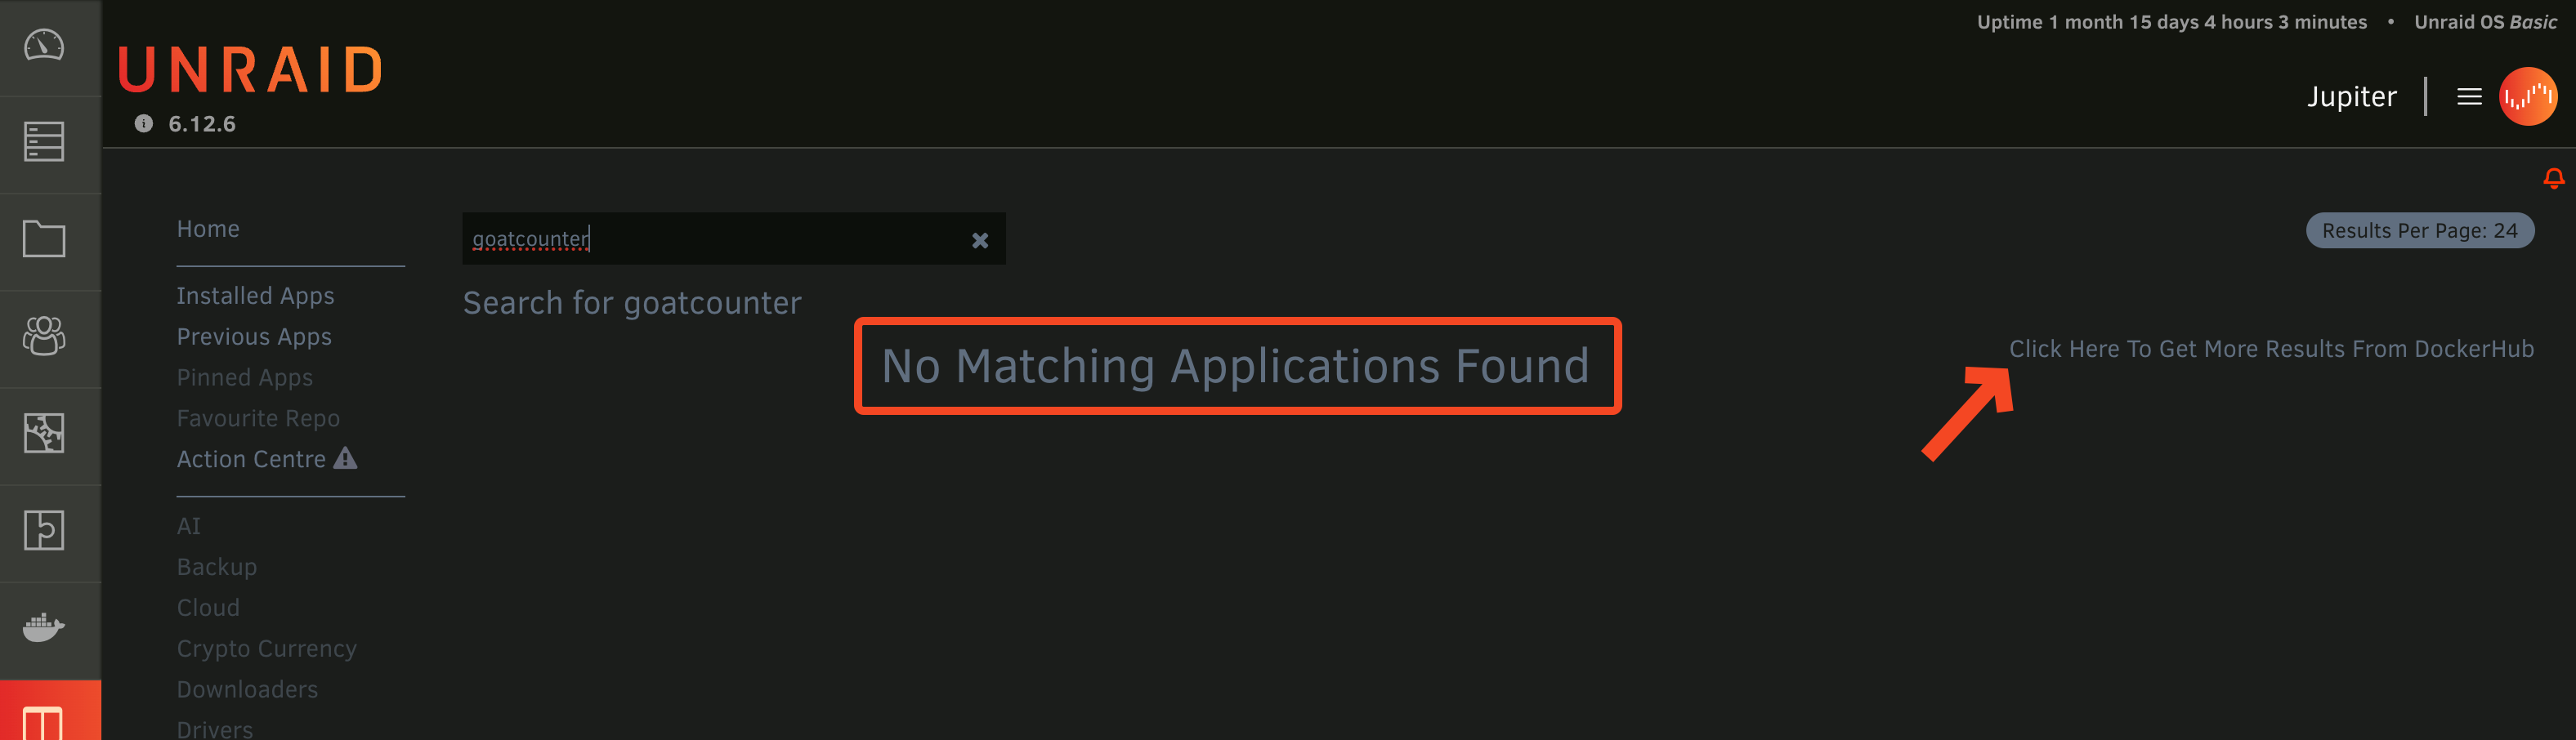 Uptime 1 month 15 days 4 hours 3 minutes • Unraid OS Basic
UNRAID
6.12.6
Jupiter
Home
Installed Apps
Previous Apps
Pinned Apps
Favourite Repo
Action Centre
AI
Backup
Cloud
Crypto Currency
Downloaders
Drivers
goatcounter
Results Per Page: 24
Search for goatcounter
No Matching Applications Found
Click Here To Get More Results From DockerHub